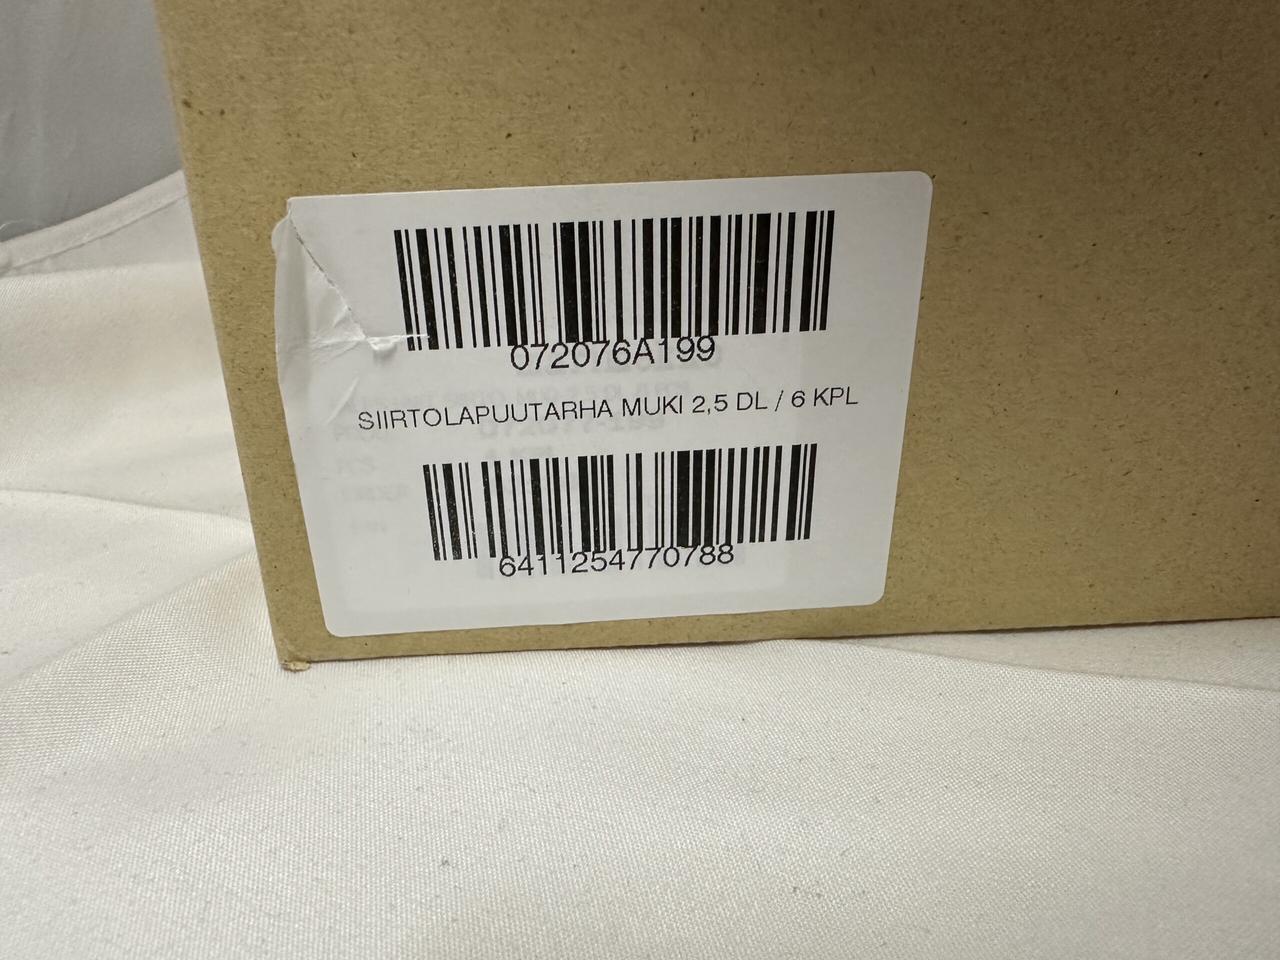 072076A199
SIIRTOLAPUUTARHA MUKI 2,5 DL / 6 KPL
6411254770788